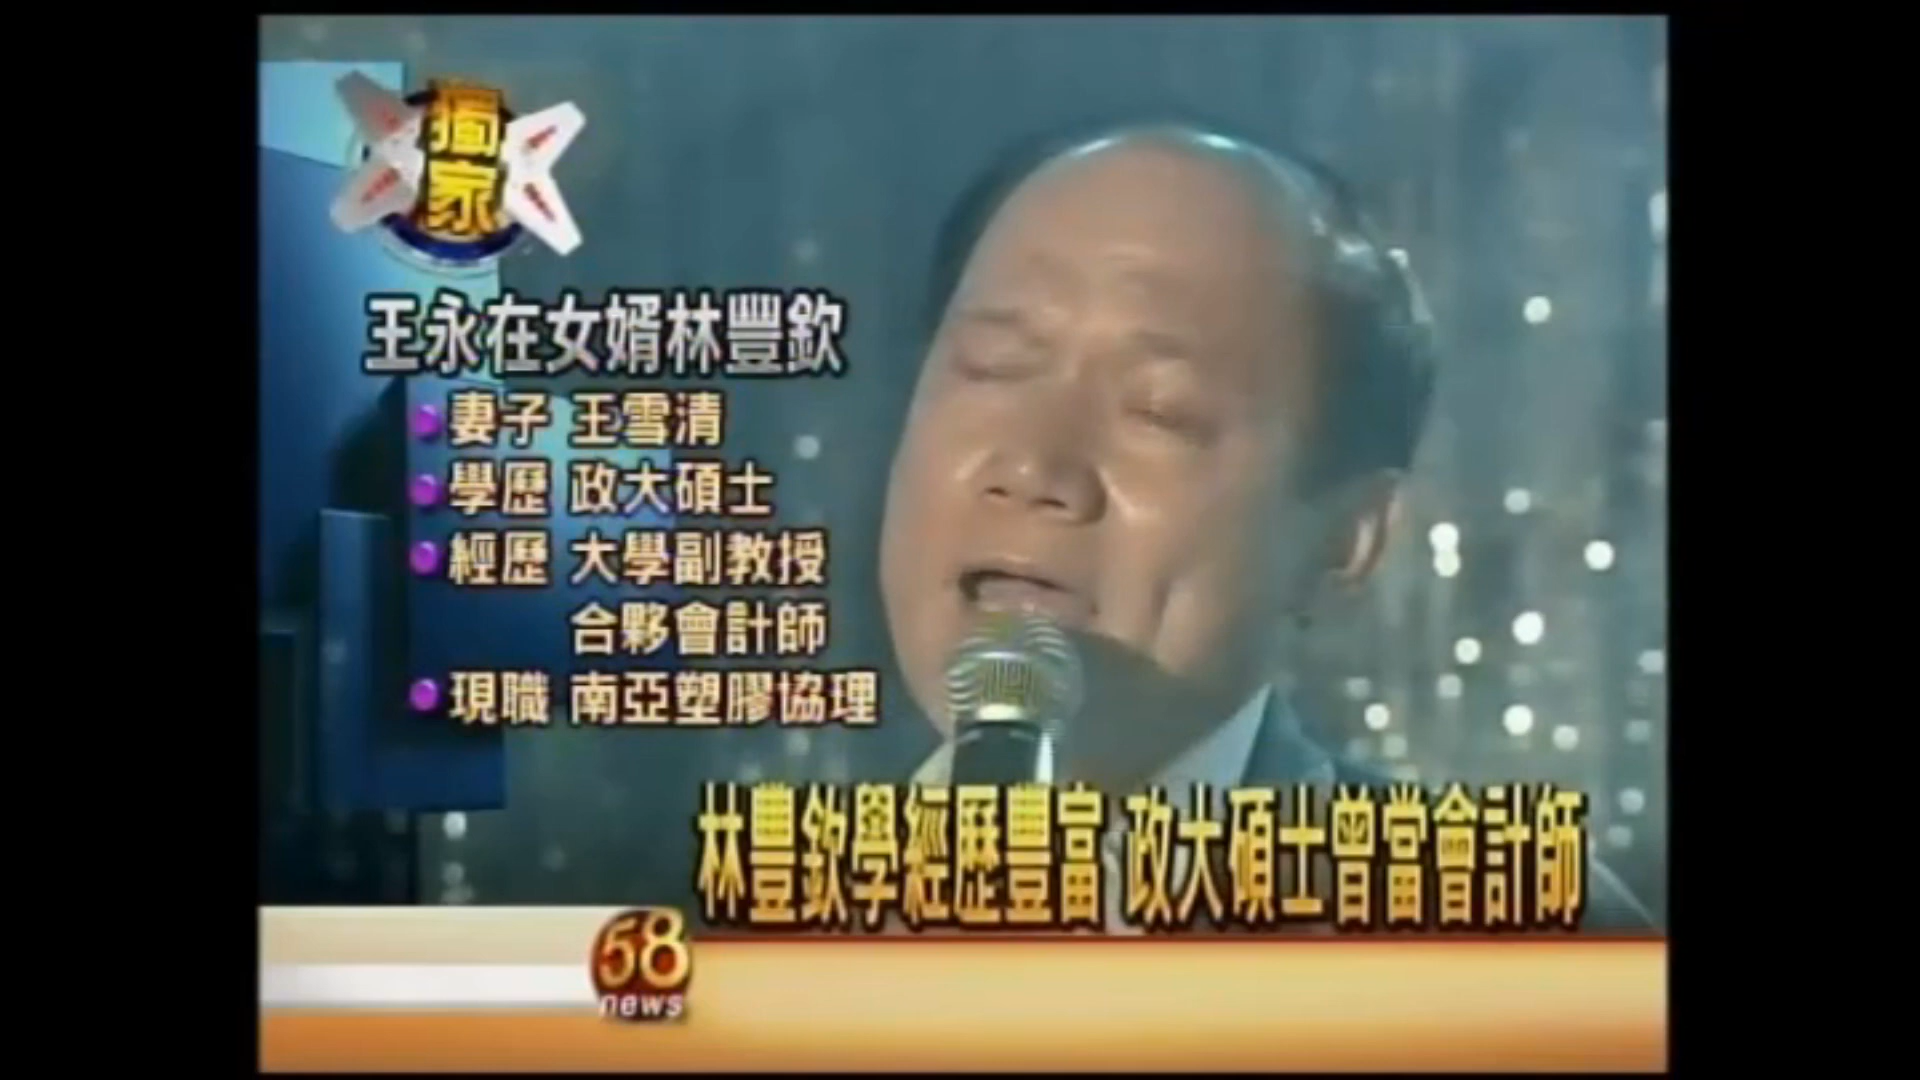 獨家
王永在女婿林豐欽
妻子 王雪清
學歷 政大碩士
經歷 大學副教授
合夥會計師
現職 南亞塑膠協理
林豐欽學經歷豐富 政大碩士曾當會計師
58
news